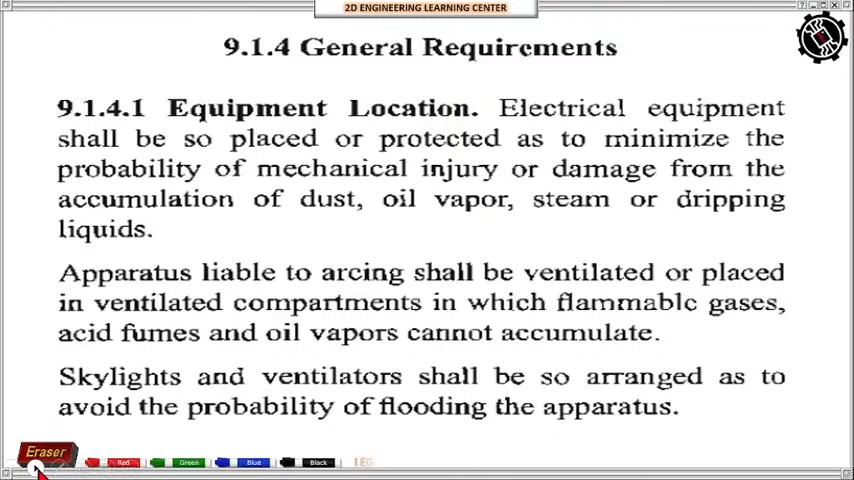 2D ENGINEERING LEARNING CENTER
9.1.4 General Requirements
9.1.4.1 Equipment Location. Electrical equipment
shall be so placed or protected as to minimize the
probability of mechanical injury or damage from the
accumulation of dust, oil vapor, steam or dripping
liquids.
Apparatus liable to arcing shall be ventilated or placed
in ventilated compartments in which flammable gases,
acid fumes and oil vapors cannot accumulate.
Skylights and ventilators shall be so arranged as to
avoid the probability of flooding the apparatus.
Eraser
Red Green Blue Black LEG